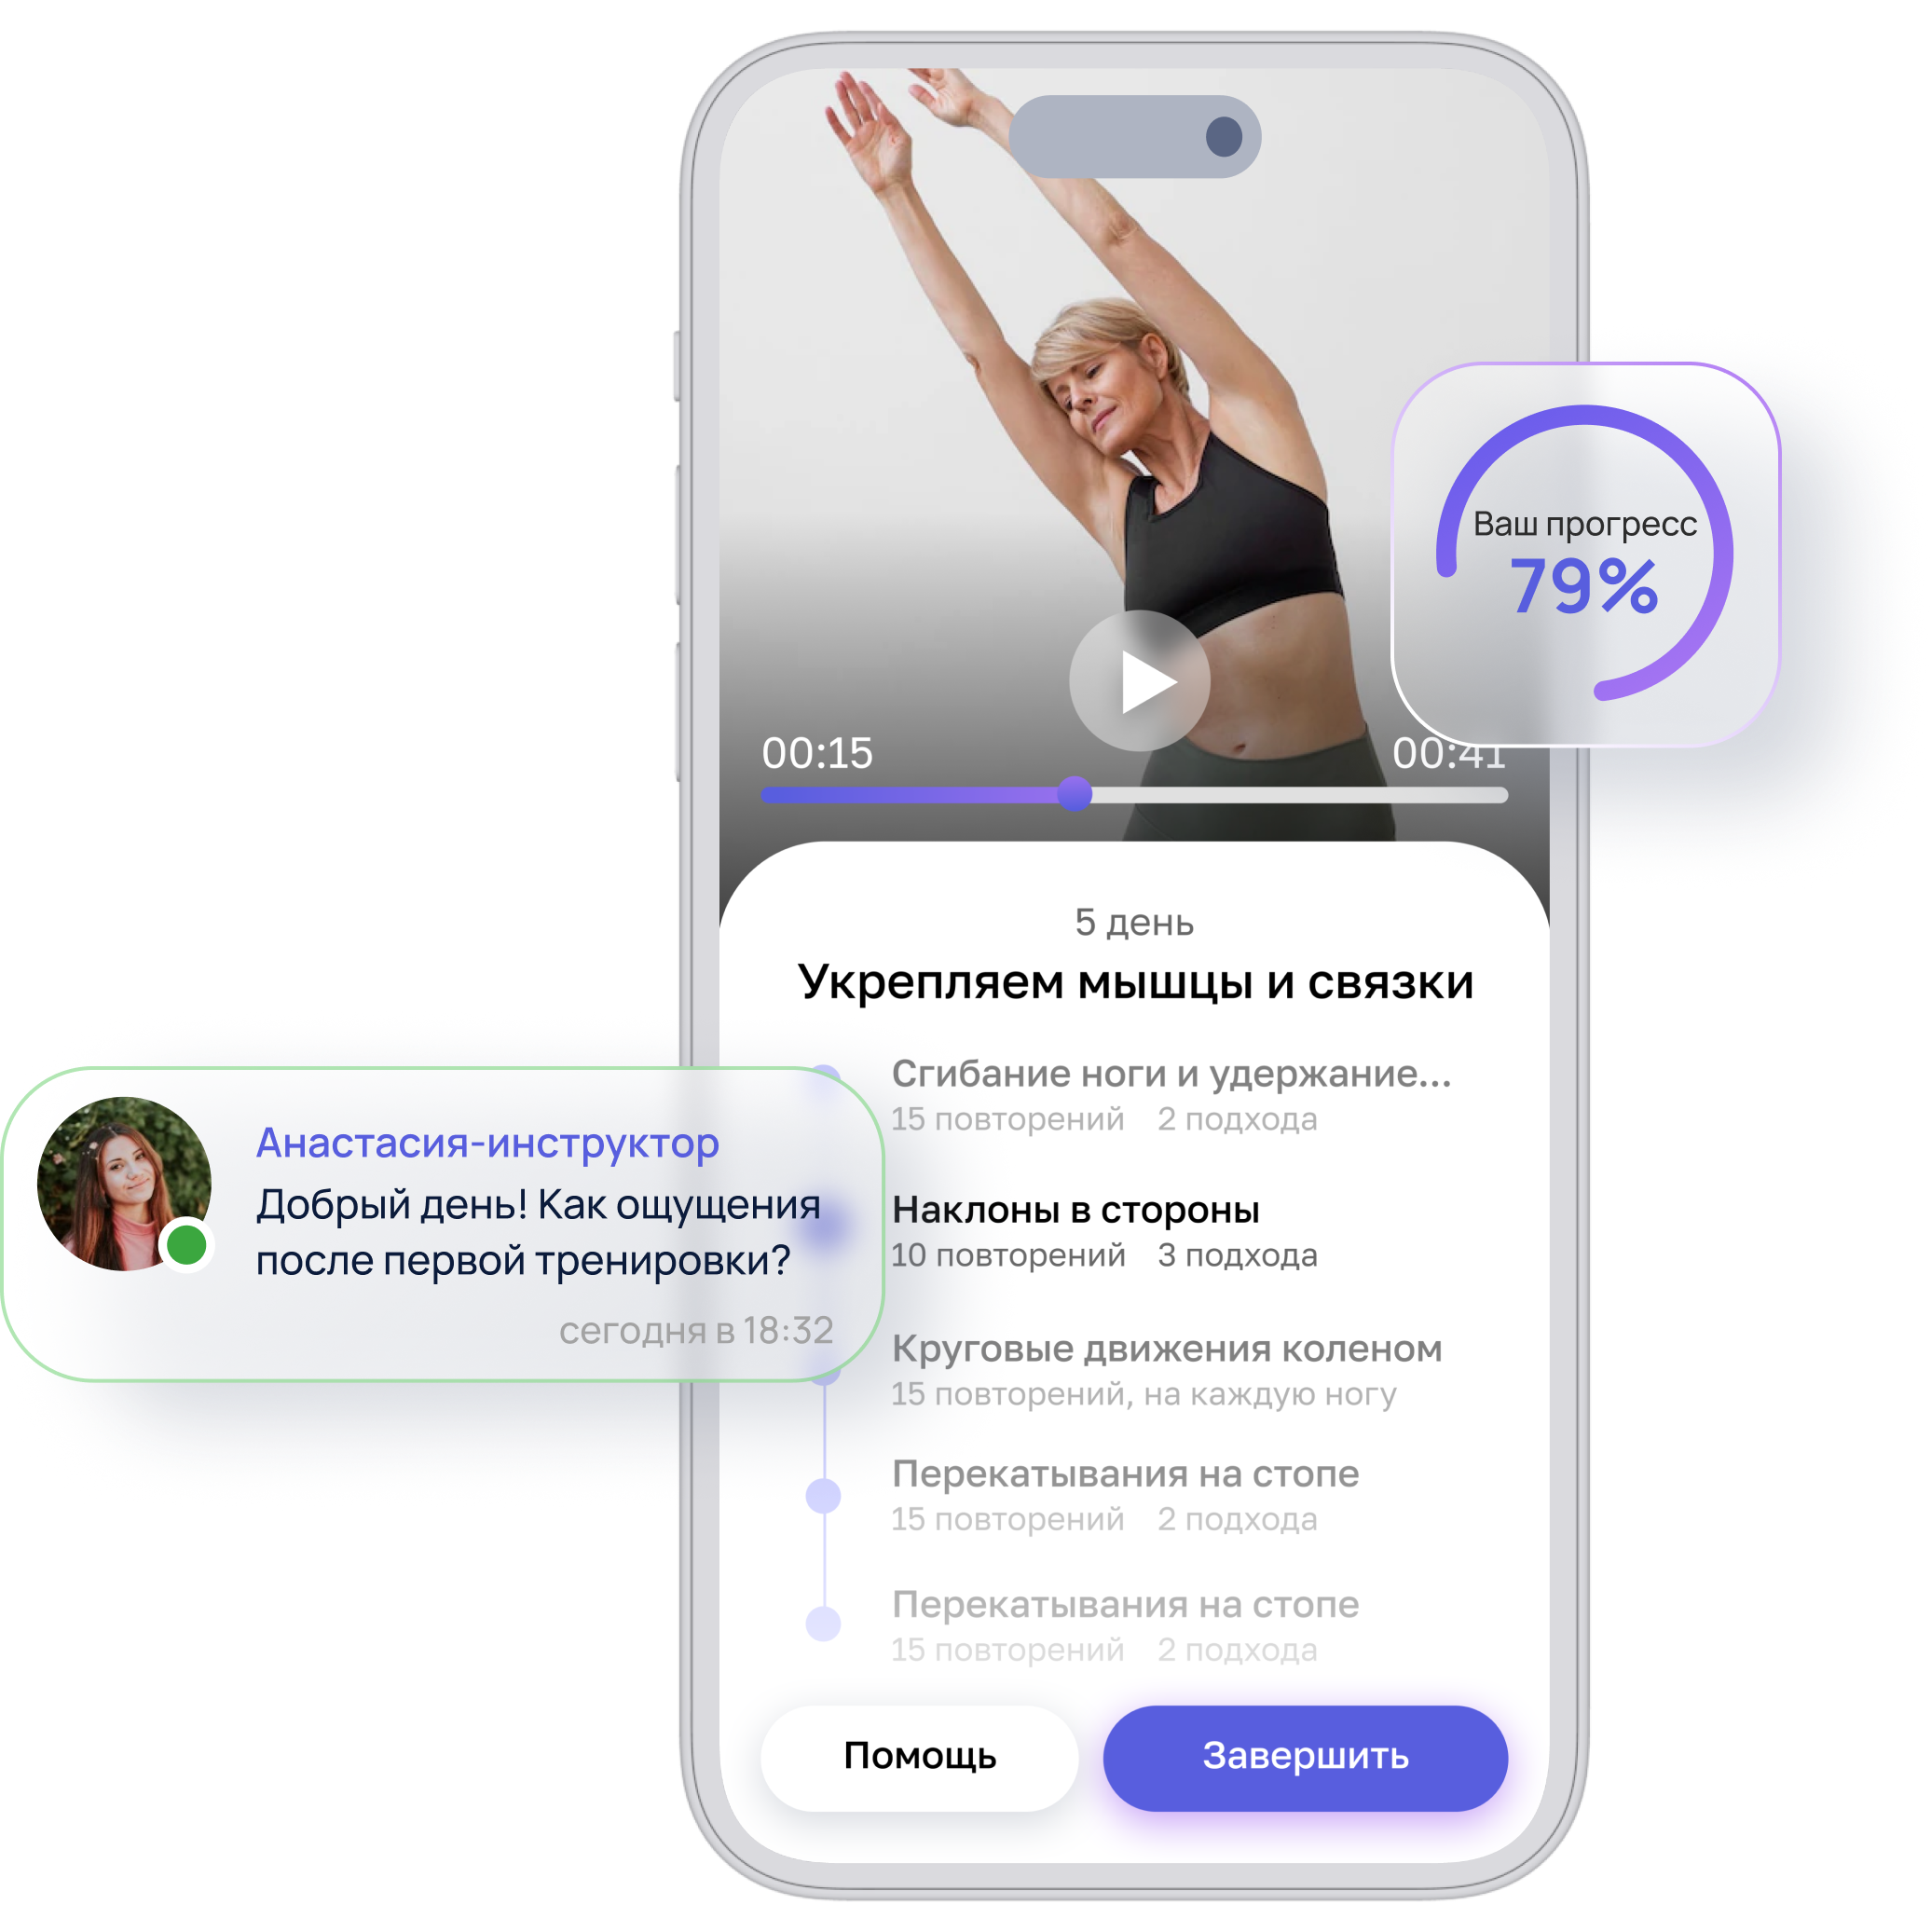 Ваш прогресс
79%
00:15
00:41
5 день
Укрепляем мышцы и связки
Сгибание ноги и удержание...
15 повторений 2 подхода
Анастасия-инструктор
Добрый день! Как ощущения
после первой тренировки?
сегодня в 18:32
Наклоны в стороны
10 повторений 3 подхода
Круговые движения коленом
15 повторений, на каждую ногу
Перекатывания на стопе
15 повторений 2 подхода
Перекатывания на стопе
15 повторений 2 подхода
Помощь
Завершить